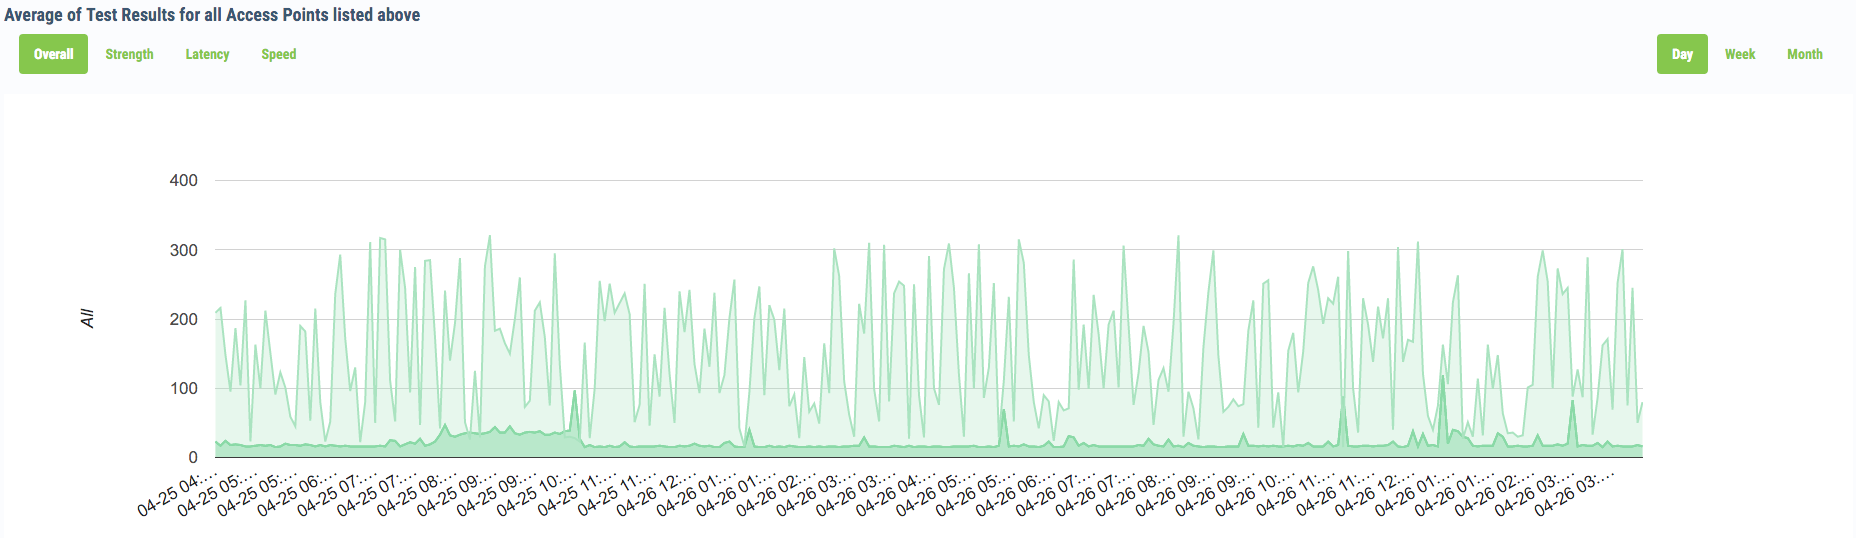 Average of Test Results for all Access Points listed above
Overall Strength Latency Speed Day Week Month
400
300
200
100
0
All
04-25 04:… 04-25 05:… 04-25 05:… 04-25 06:… 04-25 07:… 04-25 07:… 04-25 08:… 04-25 09:… 04-25 09:… 04-25 10:… 04-25 11:… 04-25 11:… 04-26 12:… 04-26 01:… 04-26 01:… 04-26 02:… 04-26 03:… 04-26 03:… 04-26 04:… 04-26 05:… 04-26 05:… 04-26 06:… 04-26 07:… 04-26 07:… 04-26 08:… 04-26 09:… 04-26 09:… 04-26 10:… 04-26 11:… 04-26 11:… 04-26 12:… 04-26 01:… 04-26 01:… 04-26 02:… 04-26 03:… 04-26 03:…